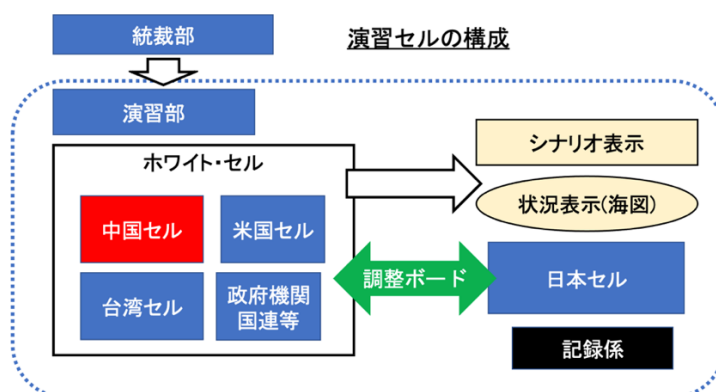 統裁部
演習セルの構成
演習部
ホワイト・セル
シナリオ表示
中国セル
米国セル
状況表示(海図)
台湾セル
政府機関
国連等
調整ボード
日本セル
記録係